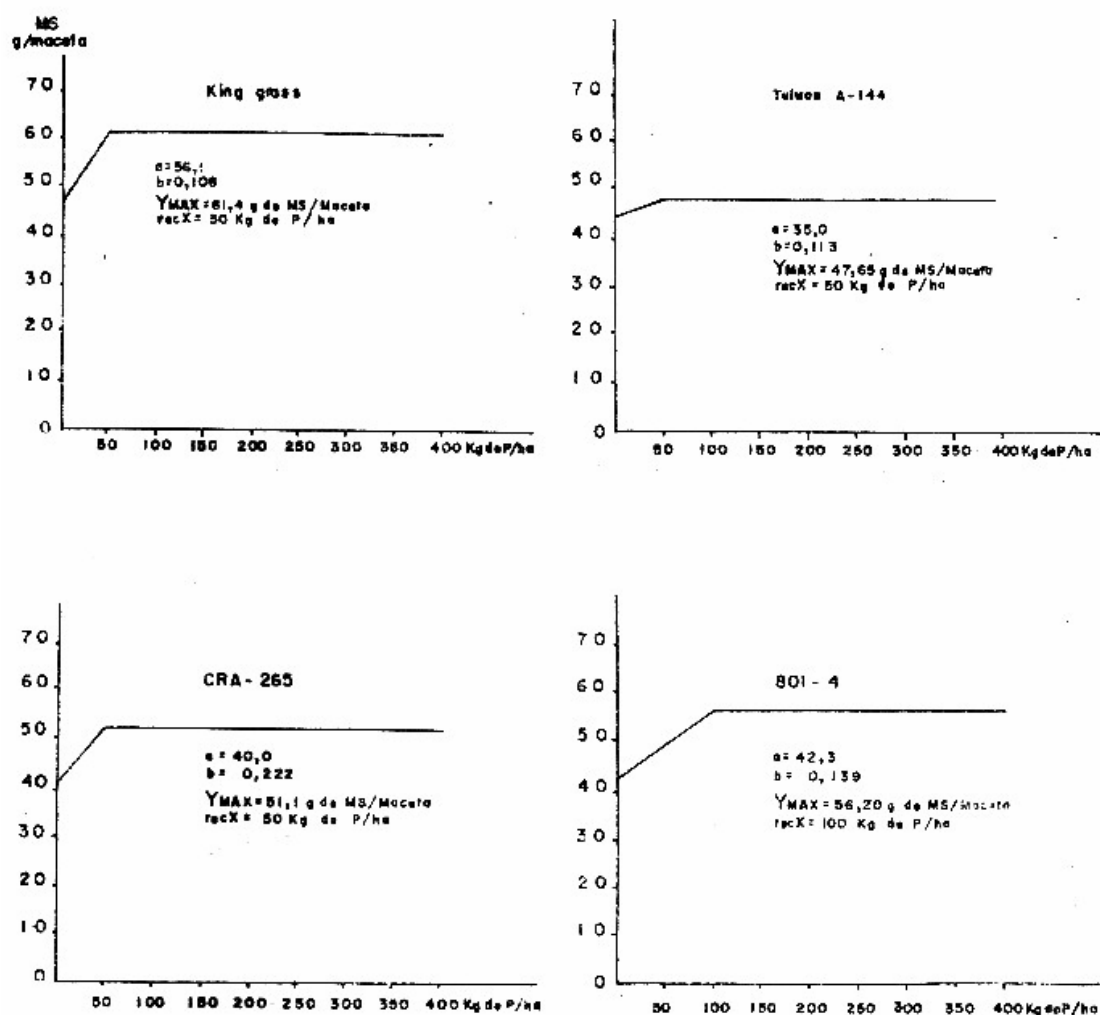 MS
g/maceta
70
60
50
40
30
20
10
0
King grass
a=56,1
b=0,106
YMAX=61,4 g de MS/Maceta
recX= 50 Kg de P/ha
50 100 150 200 250 300 350 400 Kg de P/ha
70
60
50
40
30
20
10
0
A-144
a=35,0
b=0,113
YMAX=47,65 g de MS/Maceta
recX= 50 Kg de P/ha
50 100 150 200 250 300 350 400 Kg de P/ha
70
60
50
40
30
20
10
0
CRA-265
a=40,0
b= 0,222
YMAX=51,1 g de MS/Maceta
recX= 50 Kg de P/ha
50 100 150 200 250 300 350 400 Kg de P/ha
70
60
50
40
30
20
10
0
801-4
a=42,3
b= 0,139
YMAX=56,20 g de MS/Maceta
recX=100 Kg de P/ha
50 100 150 200 250 300 350 400 Kg de P/ha